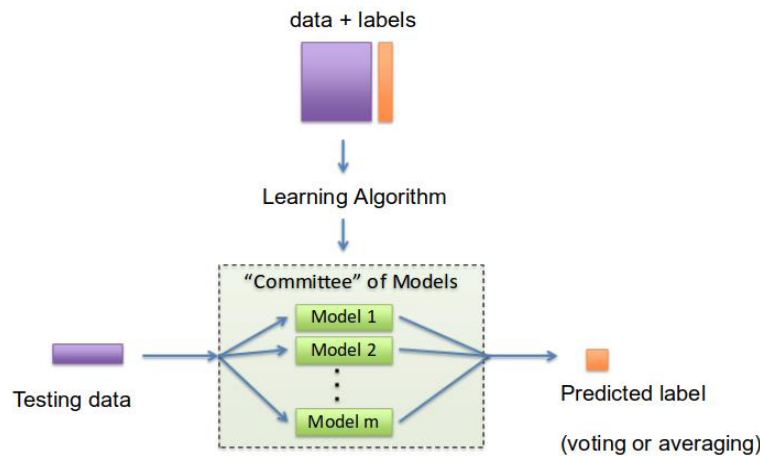 data + labels
Learning Algorithm
“Committee” of Models
Model 1
Model 2
Model m
Testing data
Predicted label
(voting or averaging)